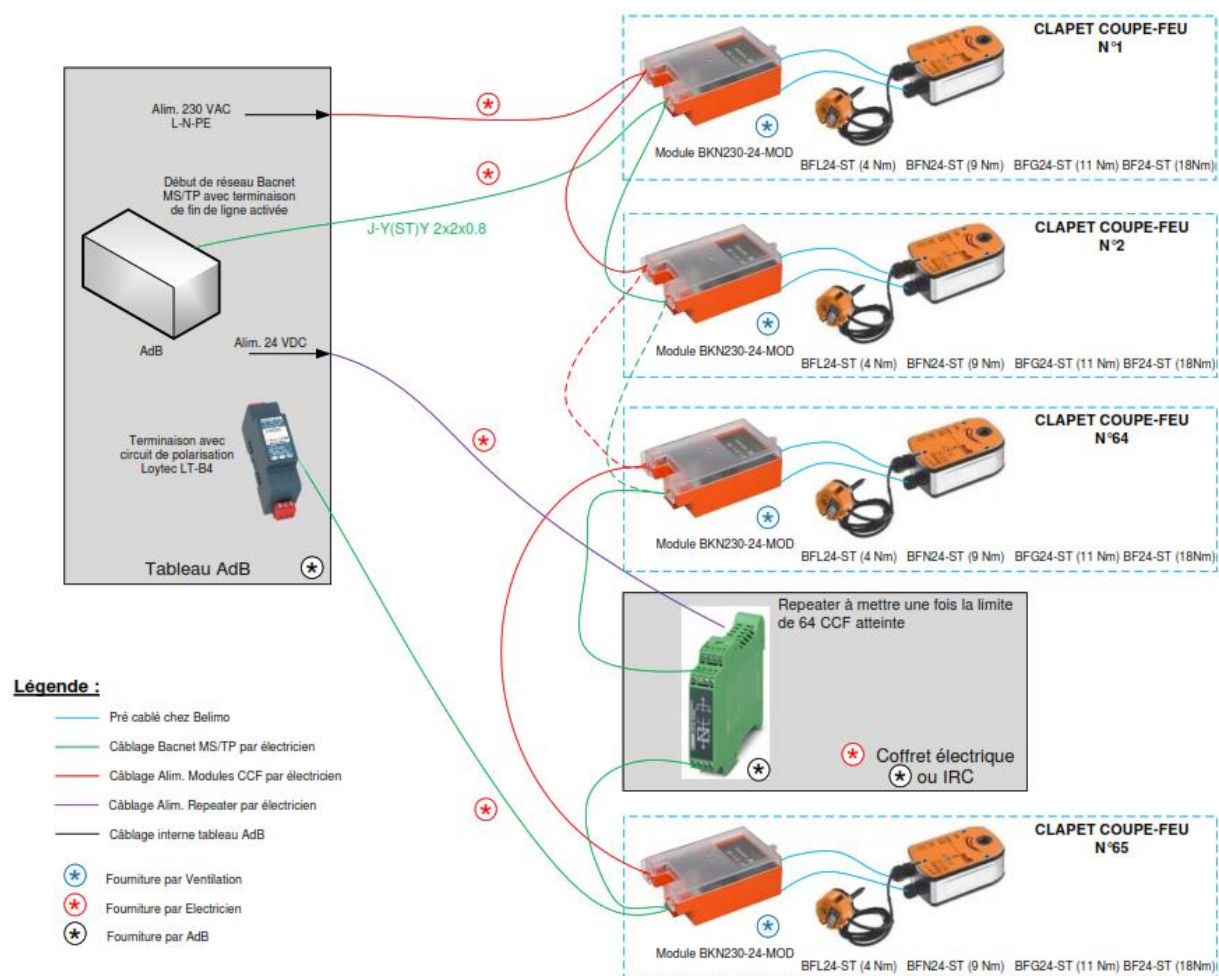 CLAPET COUPE-FEU
N°1
Alim. 230 VAC
L-N-PE
Module BKN230-24-MOD
BFL24-ST (4 Nm) BFN24-ST (9 Nm) BFG24-ST (11 Nm) BF24-ST (18Nm)
Début de réseau Bacnet
MS/TP avec terminaison
de fin de ligne activée
J-Y(ST)Y 2x2x0.8
CLAPET COUPE-FEU
N°2
AdB
Alim. 24 VDC
Module BKN230-24-MOD
BFL24-ST (4 Nm) BFN24-ST (9 Nm) BFG24-ST (11 Nm) BF24-ST (18Nm)
CLAPET COUPE-FEU
N°64
Terminaison avec
circuit de polarisation
Loytec LT-B4
Module BKN230-24-MOD
BFL24-ST (4 Nm) BFN24-ST (9 Nm) BFG24-ST (11 Nm) BF24-ST (18Nm)
Tableau AdB
Repeater à mettre une fois la limite
de 64 CCF atteinte
Coffret électrique
ou IRC
Légende :
Pré cablé chez Belimo
Câblage Bacnet MS/TP par électricien
Câblage Alim. Modules CCF par électricien
Câblage Alim. Repeater par électricien
Câblage interne tableau AdB
Fourniture par Ventilation
Fourniture par Electricien
Fourniture par AdB
CLAPET COUPE-FEU
N°65
Module BKN230-24-MOD
BFL24-ST (4 Nm) BFN24-ST (9 Nm) BFG24-ST (11 Nm) BF24-ST (18Nm)